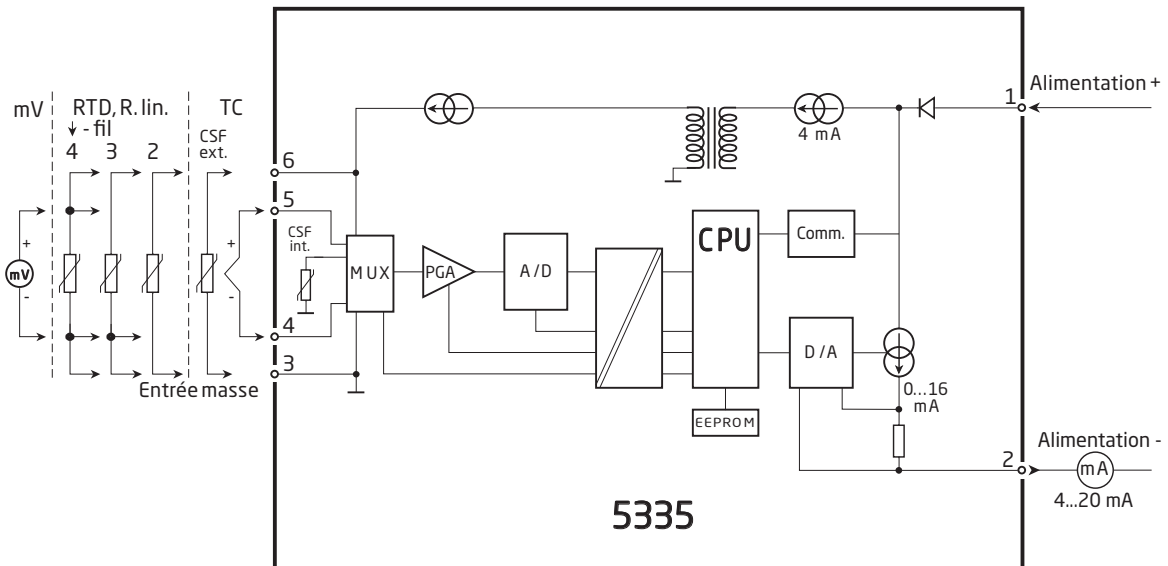 mV
RTD, R. lin.
- fil
4 3 2
TC
CSF
ext.
6
5
4
3
+
-
mV
+
-
CSF
int.
Entrée masse
MUX
PGA
A/D
CPU
EEPROM
Comm.
D/A
4 mA
0...16
mA
1
Alimentation +
2
Alimentation -
mA
4...20 mA
5335